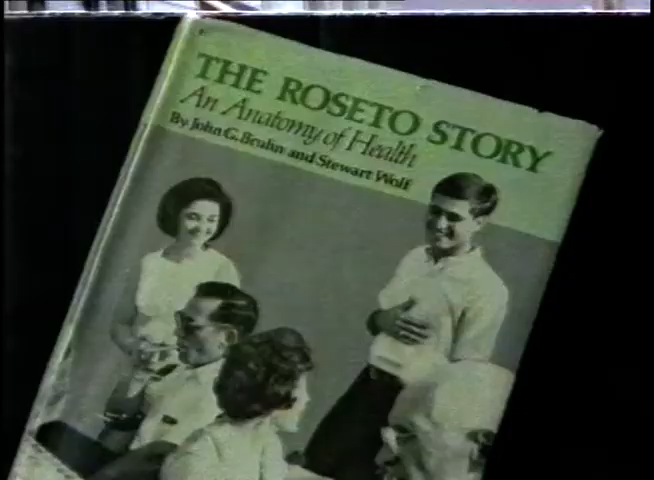 THE ROSETO STORY
An Anatomy of Health
By John G. Bruhn and Stewart Wolf